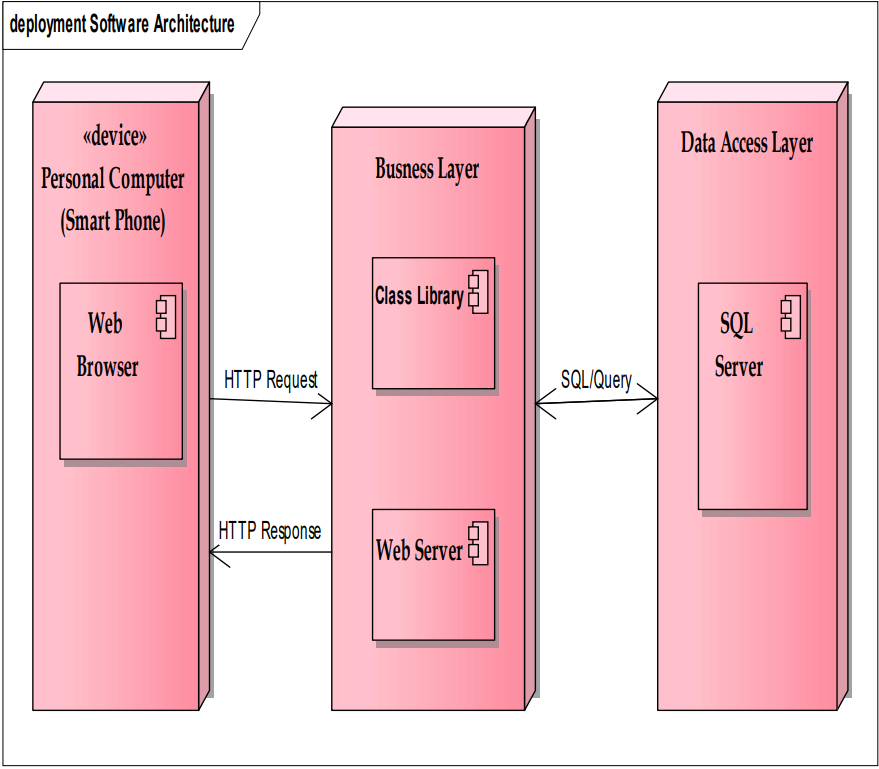 deployment Software Architecture
«device»
Personal Computer
(Smart Phone)
Web
Browser
HTTP Request
HTTP Response
Busness Layer
Class Library
Web Server
SQL/Query
Data Access Layer
SQL
Server